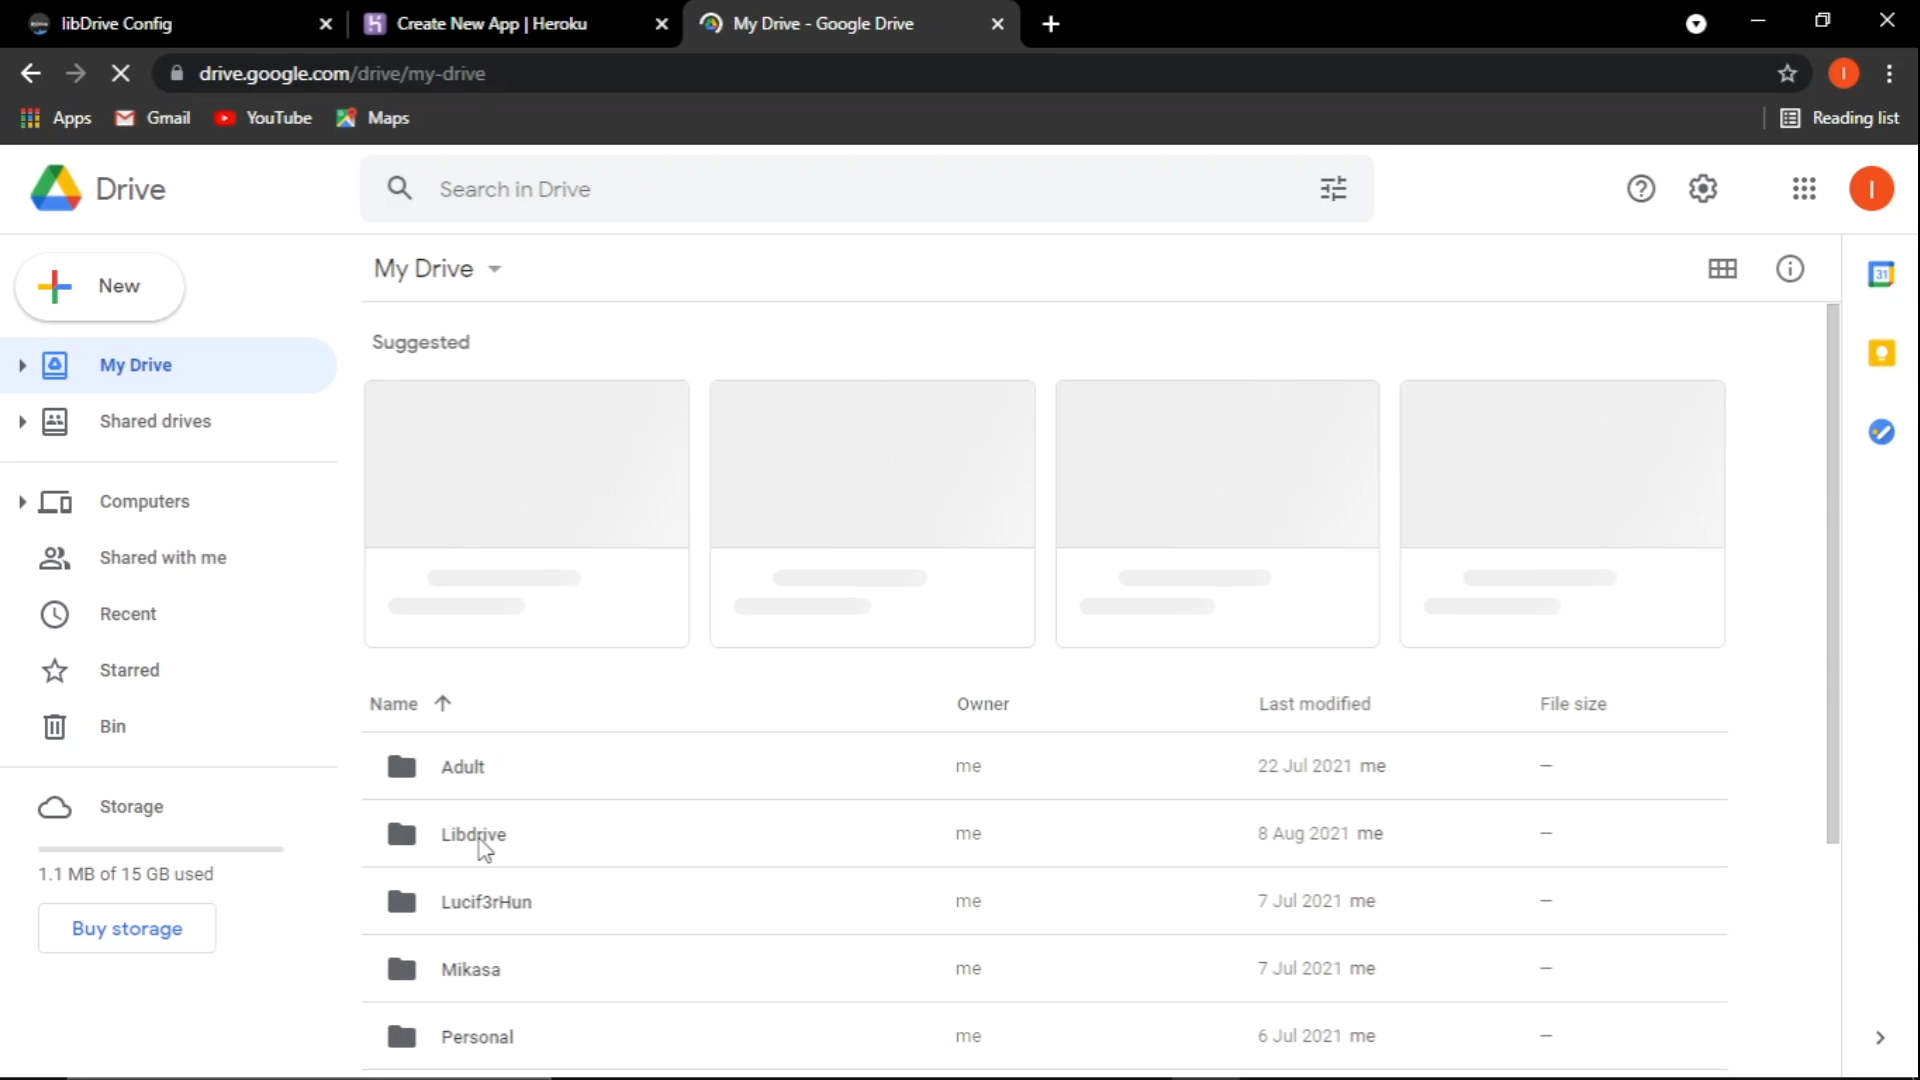 libDrive Config
Create New App | Heroku
My Drive - Google Drive
drive.google.com/drive/my-drive
I
Apps
Gmail
YouTube
Maps
Reading list
Drive
Search in Drive
I
New
My Drive
31
Suggested
My Drive
Shared drives
Computers
Shared with me
Recent
Starred
Bin
Storage
1.1 MB of 15 GB used
Buy storage
Name
Owner
Last modified
File size
Adult
me
22 Jul 2021 me
—
Libdrive
me
8 Aug 2021 me
—
Lucif3rHun
me
7 Jul 2021 me
—
Mikasa
me
7 Jul 2021 me
—
Personal
me
6 Jul 2021 me
—